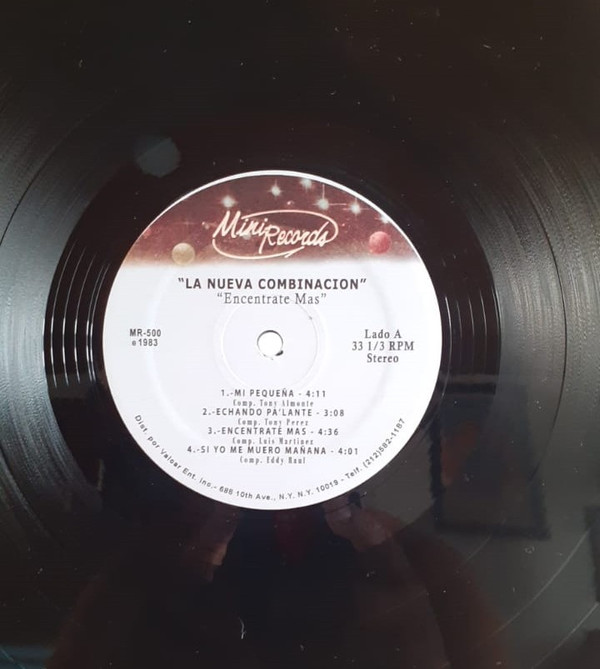 Mini Records
"LA NUEVA COMBINACION"
"Encentrate Mas"
MR-500
℗ 1983
Lado A
33 1/3 RPM
Stereo
1.-MI PEQUEÑA - 4:11
Comp. Tony Almonte
2.-ECHANDO PA'LANTE - 3:08
Comp. Tony Perez
3.-ENCENTRATE MAS - 4:36
Comp. Luis Martinez
4.-SI YO ME MUERO MAÑANA - 4:01
Comp. Eddy Raul
Dist. por Valcar Ent. Inc.- 686 10th Ave., N.Y. N.Y. 10019 - Telf. (212)582-1167